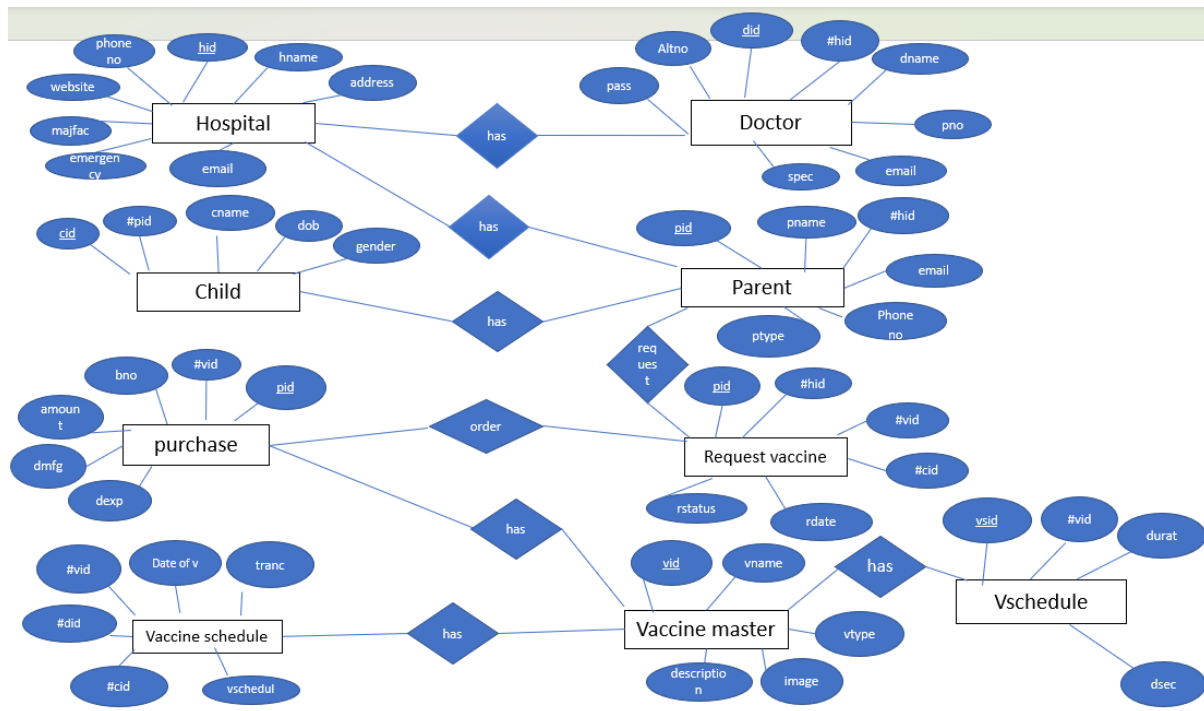 phone
no
hid
hname
address
website
majfac
emergen
cy
email
Hospital
has
Altno
did
#hid
dname
pass
Doctor
pno
email
spec
cid
#pid
cname
dob
gender
Child
has
pid
pname
#hid
email
Phone
no
ptype
Parent
has
req
ues
t
bno
#vid
pid
amoun
t
dmfg
dexp
purchase
order
pid
#hid
#vid
#cid
rstatus
rdate
Request vaccine
has
#vid
Date of v
tranc
#did
#cid
vschedul
Vaccine schedule
has
vid
vname
vtype
image
descriptio
n
Vaccine master
has
vsid
#vid
durat
dsec
Vschedule